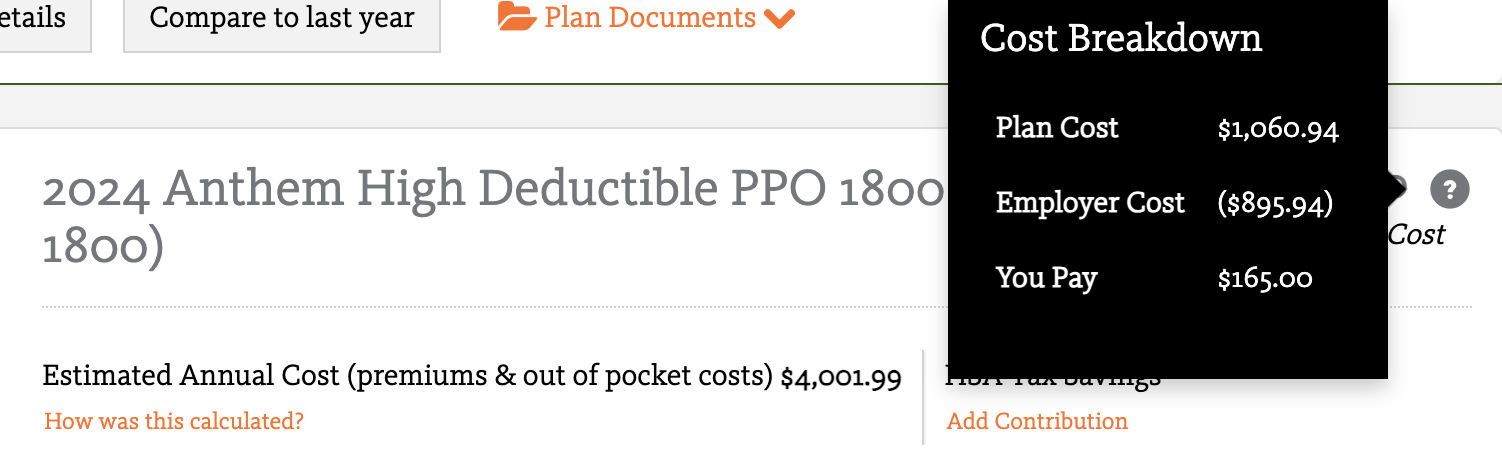 etails
Compare to last year
Plan Documents
Cost Breakdown
Plan Cost $1,060.94
Employer Cost ($895.94)
You Pay $165.00
2024 Anthem High Deductible PPO 1800
1800)
?
Cost
Estimated Annual Cost (premiums & out of pocket costs) $4,001.99
How was this calculated?
HSA Tax Savings
Add Contribution